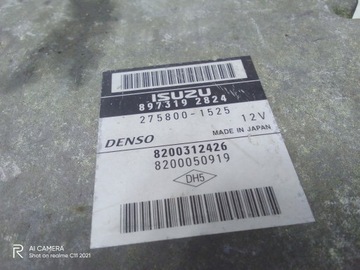 ISUZU
897319 2824
275800-1525
12V
DENSO
MADE IN JAPAN
8200312426
8200050919
DH5
AI CAMERA
Shot on realme C11 2021